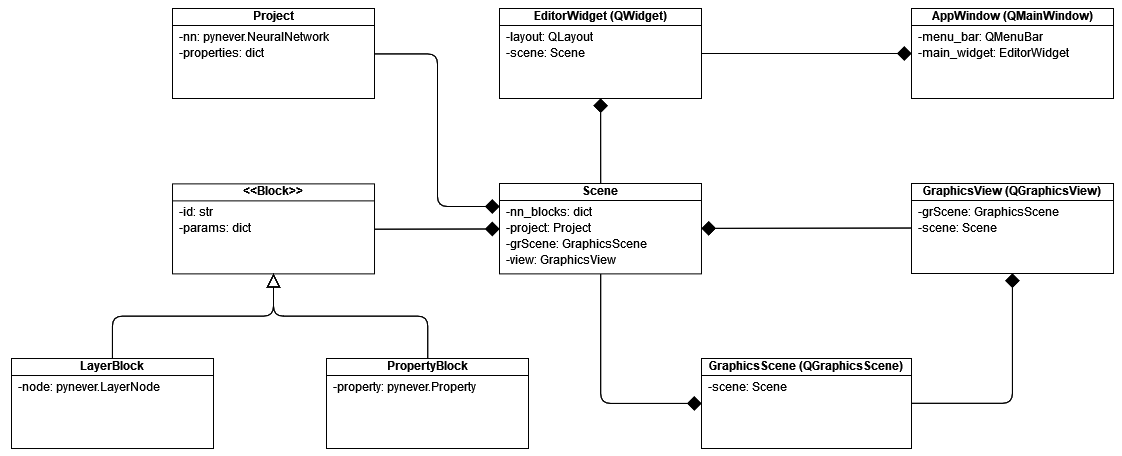 Project
-nn: pynever.NeuralNetwork
-properties: dict
EditorWidget (QWidget)
-layout: QLayout
-scene: Scene
AppWindow (QMainWindow)
-menu_bar: QMenuBar
-main_widget: EditorWidget
<<Block>>
-id: str
-params: dict
Scene
-nn_blocks: dict
-project: Project
-grScene: GraphicsScene
-view: GraphicsView
GraphicsView (QGraphicsView)
-grScene: GraphicsScene
-scene: Scene
LayerBlock
-node: pynever.LayerNode
PropertyBlock
-property: pynever.Property
GraphicsScene (QGraphicsScene)
-scene: Scene